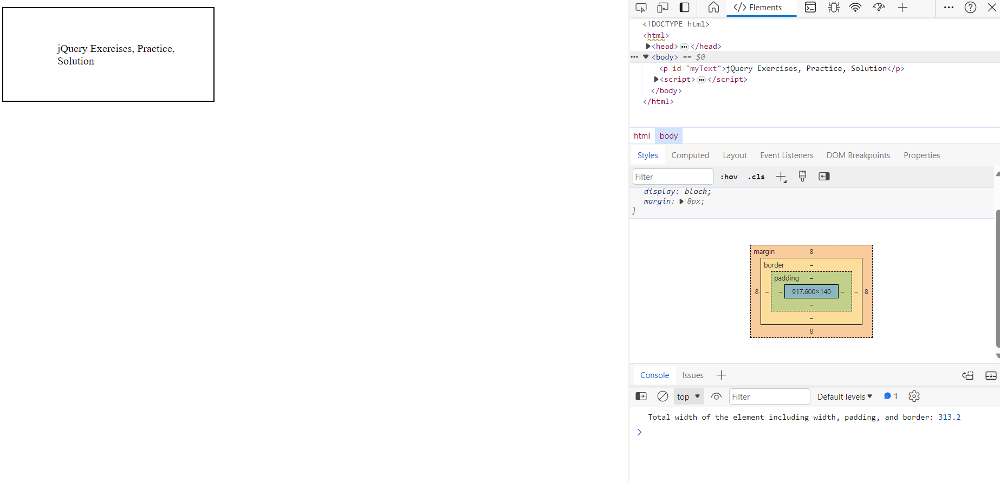 jQuery Exercises, Practice,
Solution
Elements
<!DOCTYPE html>
<html>
<head> ••• </head>
••• <body> == $0
<p id="myText">jQuery Exercises, Practice, Solution</p>
<script> ••• </script>
</body>
</html>
html body
Styles Computed Layout Event Listeners DOM Breakpoints Properties
Filter :hov .cls
display: block;
margin: 8px;
}
margin 8
border –
padding –
8 – – 917.600×140 – – 8
–
–
8
Console Issues
top Filter Default levels 1
Total width of the element including width, padding, and border: 313.2